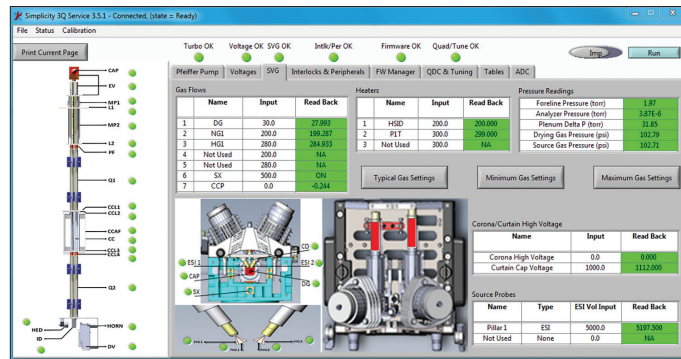 Simplicity 3Q Service 3.5.1 - Connected, (state = Ready)
File Status Calibration
Print Current Page
Turbo OK Voltage OK SVG OK Intlk/Per OK Firmware OK Quad/Tune OK
Imp Run
Pfeiffer Pump Voltages SVG Interlocks & Peripherals FW Manager QDC & Tuning Tables ADC
CAP
EV
MP1
L1
MP2
L2
PF
Q1
CCL1
CCL2
CCAF
CC
CCL3
CCL4
Q2
HED
HORN
ID
DV
Gas Flows
Name Input Read Back
1 DG 30.0 27.993
2 NG1 200.0 199.287
3 HG1 280.0 284.933
4 Not Used 200.0 NA
5 Not Used 280.0 NA
6 SX 500.0 ON
7 CCP 0.0 -0.244
Heaters
Name Input Read Back
1 HSID 200.0 200.000
2 P1T 300.0 299.000
3 Not Used 300.0 NA
Pressure Readings
Foreline Pressure (torr) 1.97
Analyzer Pressure (torr) 3.87E-6
Plenum Delta P (torr) 31.85
Drying Gas Pressure (psi) 102.79
Source Gas Pressure (psi) 102.71
Typical Gas Settings Minimum Gas Settings Maximum Gas Settings
CD
ESI 1 ESI 2
CAP
DG
SX
Corona/Curtain High Voltage
Name Input Read Back
Corona High Voltage 0.0 0.000
Curtain Cap Voltage 1000.0 1112.000
Source Probes
Name Type ESI Vol Input Read Back
Pillar 1 ESI 5000.0 5197.500
Not Used None 0.0 NA